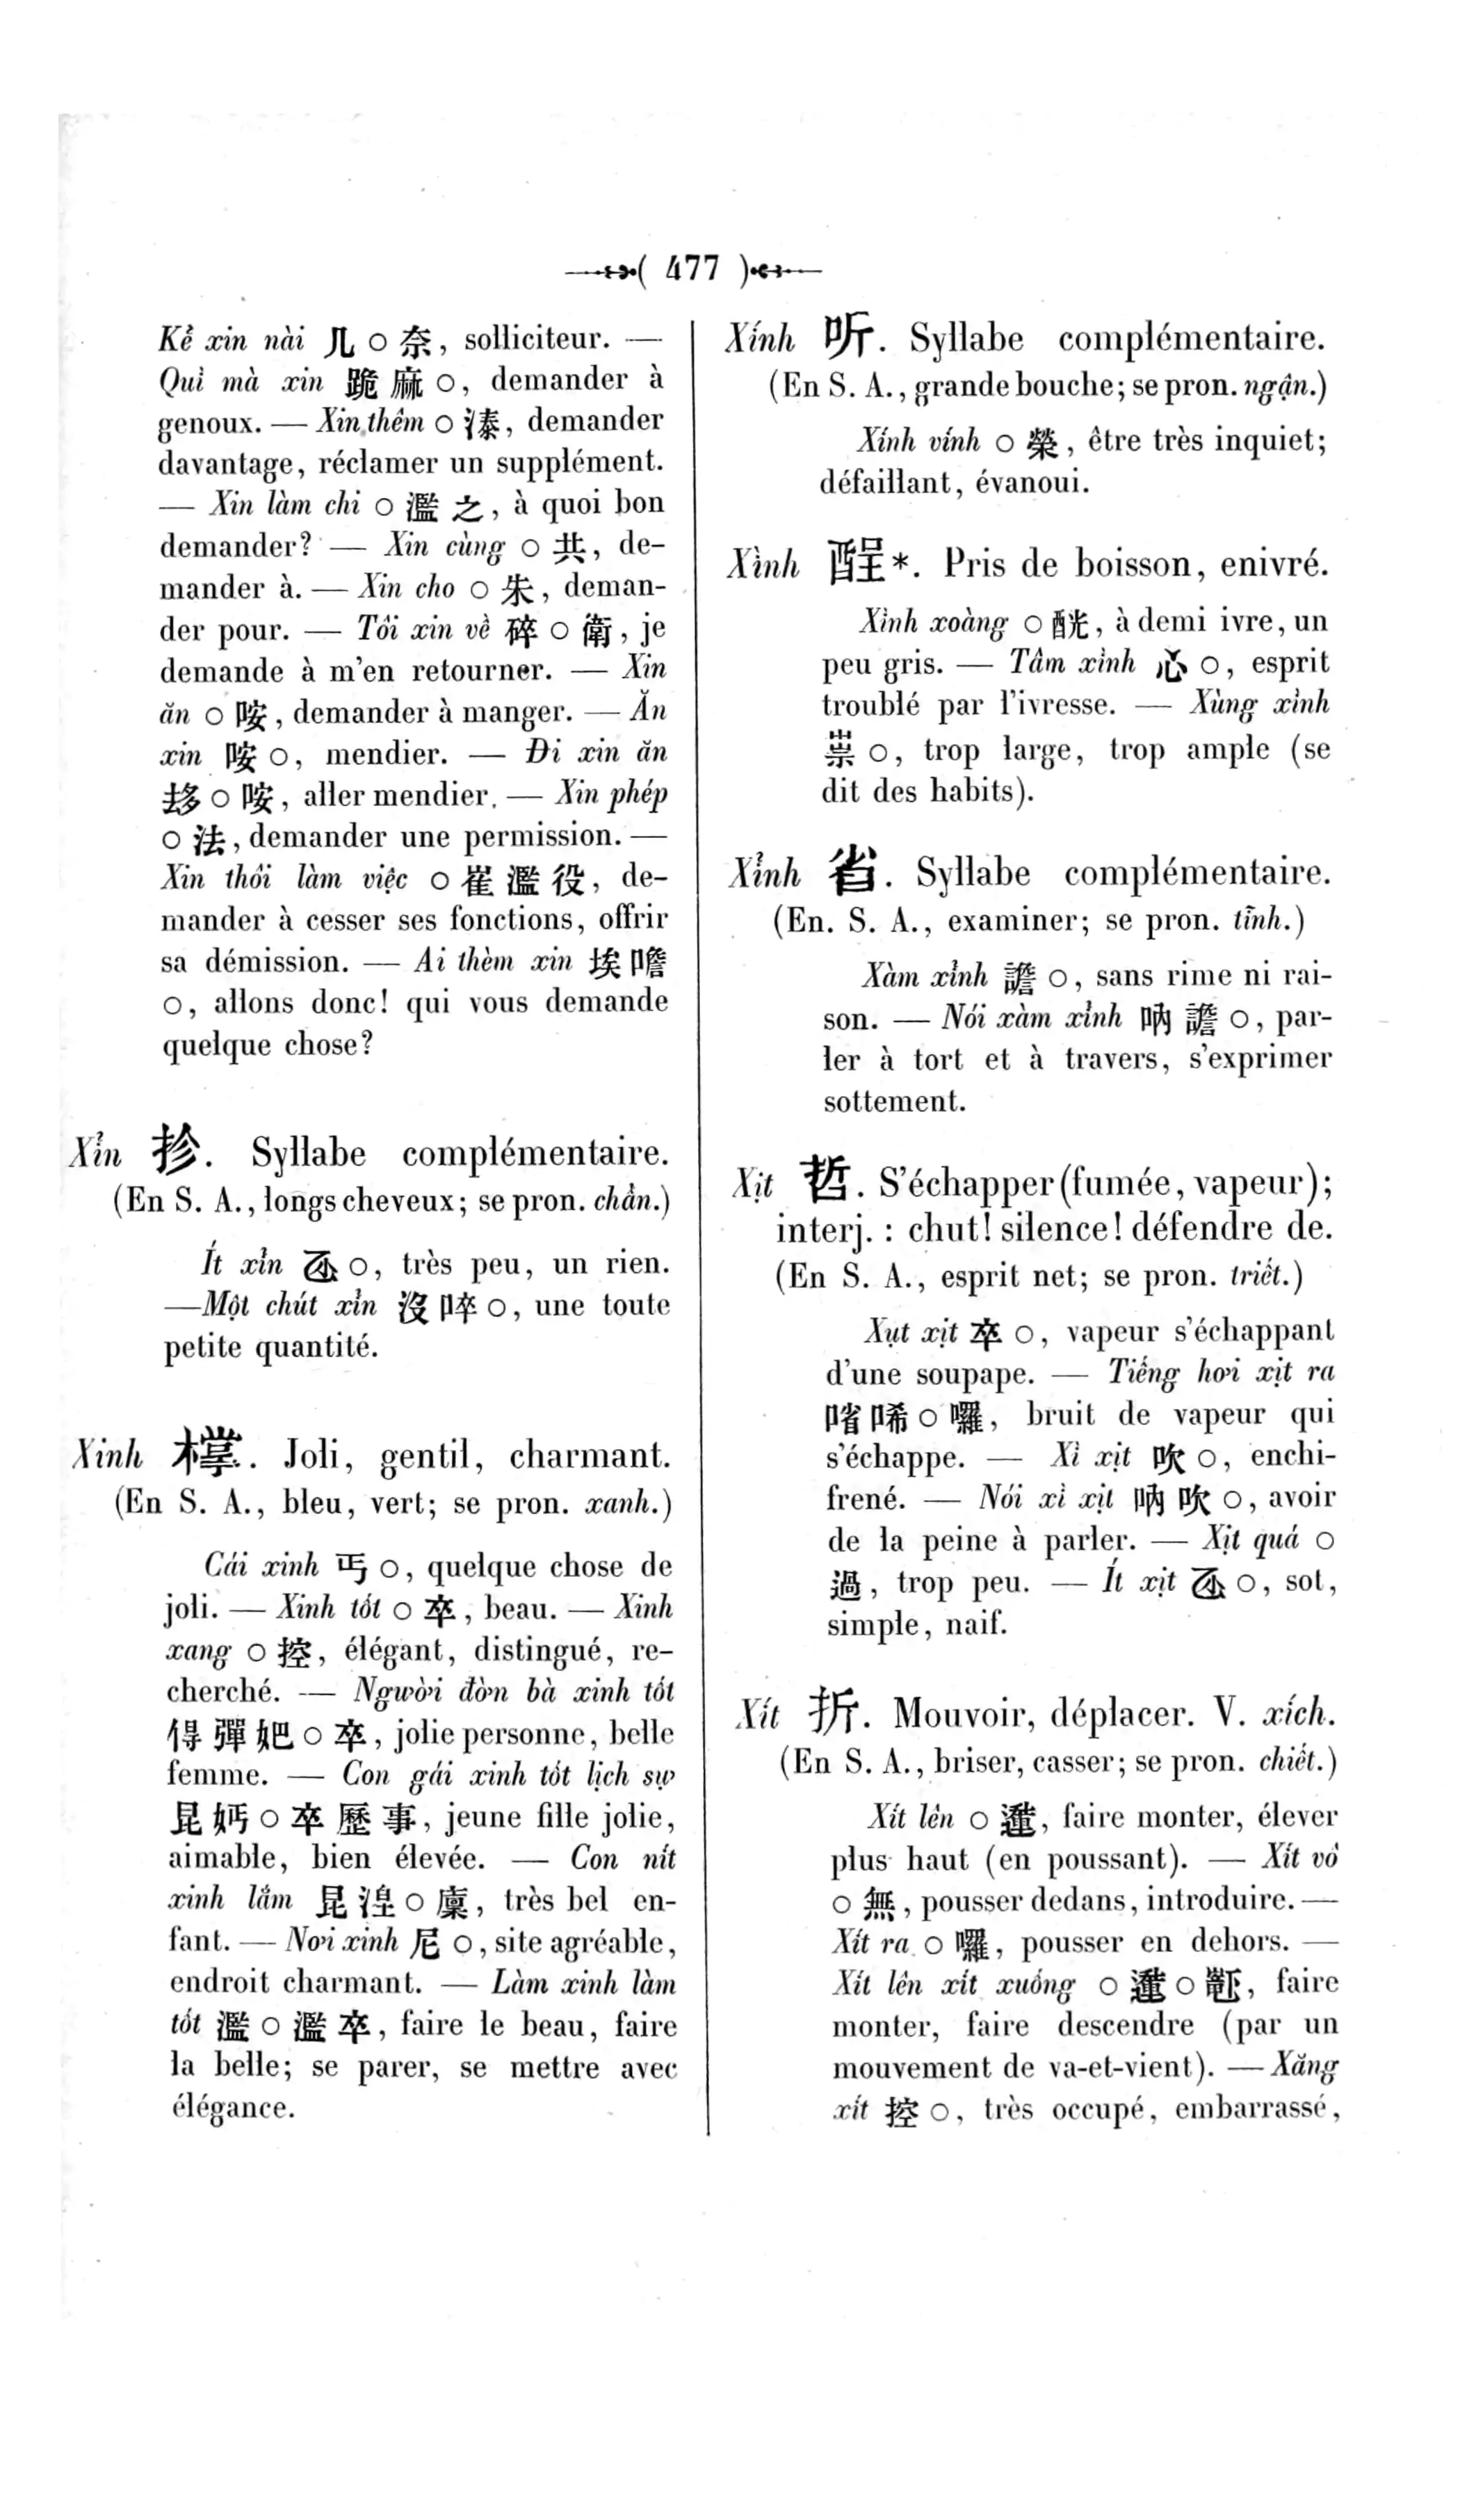 ( 477 )
Kẻ xin nài 几 ○ 奈, solliciteur. —
Quì mà xin 跪 麻 ○, demander à
genoux. — Xin thêm ○ 溱, demander
davantage, réclamer un supplément.
— Xin làm chi ○ 濫 之, à quoi bon
demander? — Xin cùng ○ 共, de-
mander à. — Xin cho ○ 朱, deman-
der pour. — Tôi xin về 碎 ○ 衛, je
demande à m'en retourner. — Xin
ăn ○ 咹, demander à manger. — Ăn
xin 咹 ○, mendier. — Đi xin ăn
𠫾 ○ 咹, aller mendier. — Xin phép
○ 法, demander une permission. —
Xin thôi làm việc ○ 崔 濫 役, de-
mander à cesser ses fonctions, offrir
sa démission. — Ai thèm xin 埃 噡
○, allons donc! qui vous demande
quelque chose?
Xỉn 抮. Syllabe complémentaire.
(En S. A., longs cheveux; se pron. chẩn.)
Ít xỉn ○, très peu, un rien.
—Một chút xỉn 沒 啐 ○, une toute
petite quantité.
Xinh 橕. Joli, gentil, charmant.
(En S. A., bleu, vert; se pron. xanh.)
Cái xinh 丐 ○, quelque chose de
joli. — Xinh tốt ○ 卒, beau. — Xinh
xang ○ 控, élégant, distingué, re-
cherché. — Người đờn bà xinh tốt
㝵 彈 妑 ○ 卒, jolie personne, belle
femme. — Con gái xinh tốt lịch sự
昆 妁 ○ 卒 歷 事, jeune fille jolie,
aimable, bien élevée. — Con nít
xinh lắm 昆 湼 ○ 廩, très bel en-
fant. — Nơi xinh 尼 ○, site agréable,
endroit charmant. — Làm xinh làm
tốt 濫 ○ 濫 卒, faire le beau, faire
la belle; se parer, se mettre avec
élégance.
Xính 听. Syllabe complémentaire.
(En S. A., grande bouche; se pron. ngận.)
Xính vính ○ 榮, être très inquiet;
défaillant, évanoui.
Xình 酲*. Pris de boisson, enivré.
Xình xoàng ○ 酰, à demi ivre, un
peu gris. — Tâm xình 心 ○, esprit
troublé par l'ivresse. — Xùng xình
崇 ○, trop large, trop ample (se
dit des habits).
Xỉnh 省. Syllabe complémentaire.
(En. S. A., examiner; se pron. tỉnh.)
Xàm xỉnh 譫 ○, sans rime ni rai-
son. — Nói xàm xỉnh 吶 譫 ○, par-
ler à tort et à travers, s'exprimer
sottement.
Xịt 哲. S'échapper (fumée, vapeur);
interj. : chut! silence! défendre de.
(En S. A., esprit net; se pron. triết.)
Xụt xịt 卒 ○, vapeur s'échappant
d'une soupape. — Tiếng hơi xịt ra
㗂 唏 ○ 囉, bruit de vapeur qui
s'échappe. — Xì xịt 吹 ○, enchi-
frené. — Nói xì xịt 吶 吹 ○, avoir
de la peine à parler. — Xịt quá ○
過, trop peu. — Ít xịt ○, sot,
simple, naif.
Xít 折. Mouvoir, déplacer. V. xích.
(En S. A., briser, casser; se pron. chiết.)
Xít lên ○ 𨖲, faire monter, élever
plus haut (en poussant). — Xít vô
○ 無, pousser dedans, introduire. —
Xít ra ○ 囉, pousser en dehors. —
Xít lên xít xuống ○ 𨖲 ○, faire
monter, faire descendre (par un
mouvement de va-et-vient). — Xăng
xít 控 ○, très occupé, embarrassé,